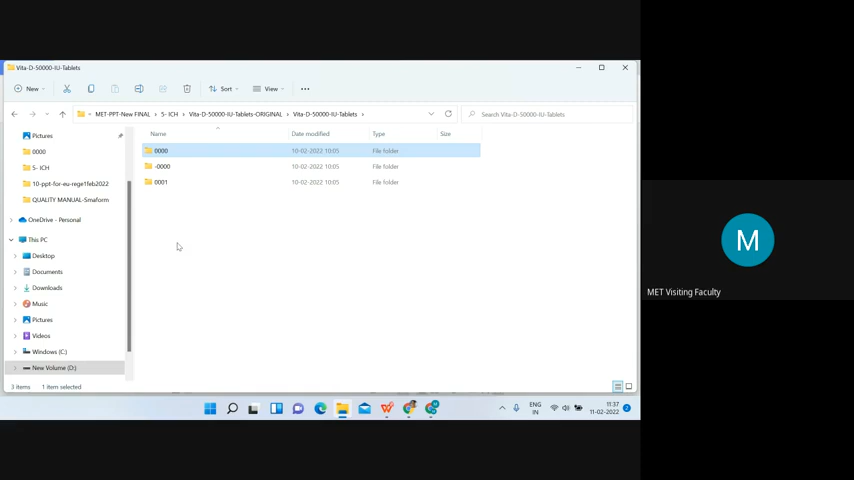 Vita-D-50000-IU-Tablets
New
Sort
View
MET-PPT-New FINAL > 5- ICH > Vita-D-50000-IU-Tablets-ORIGINAL > Vita-D-50000-IU-Tablets >
Search Vita-D-50000-IU-Tablets
Name Date modified Type Size
Pictures
0000
5- ICH
10-ppt-for-eu-rege1feb2022
QUALITY MANUAL-Smaform
OneDrive - Personal
This PC
Desktop
Documents
Downloads
Music
Pictures
Videos
Windows (C:)
New Volume (D:)
0000 10-02-2022 10:05 File folder
-0000 10-02-2022 10:05 File folder
0001 10-02-2022 10:05 File folder
3 items 1 item selected
ENG
IN
11:37
11-02-2022
2
M
MET Visiting Faculty